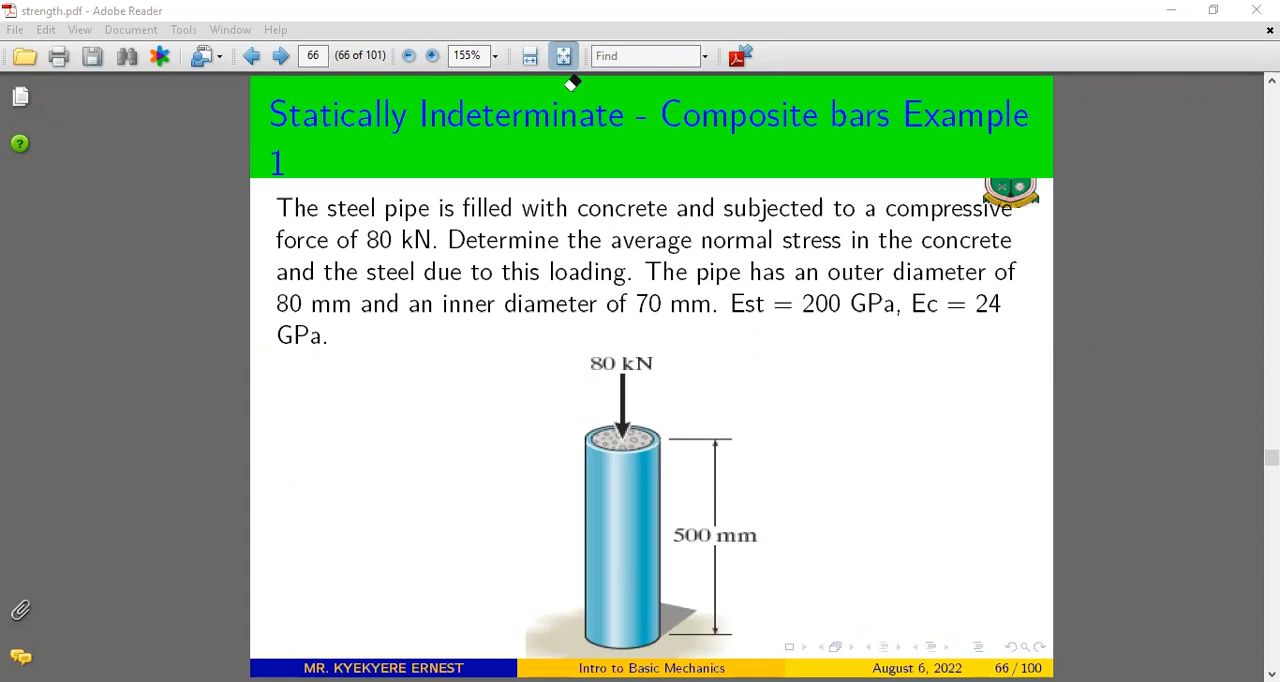 strength.pdf - Adobe Reader
File Edit View Document Tools Window Help
66 (66 of 101) 155% Find
Statically Indeterminate - Composite bars Example
1
The steel pipe is filled with concrete and subjected to a compressive
force of 80 kN. Determine the average normal stress in the concrete
and the steel due to this loading. The pipe has an outer diameter of
80 mm and an inner diameter of 70 mm. Est = 200 GPa, Ec = 24
GPa.
80 kN
500 mm
MR. KYEKYERE ERNEST Intro to Basic Mechanics August 6, 2022 66 / 100